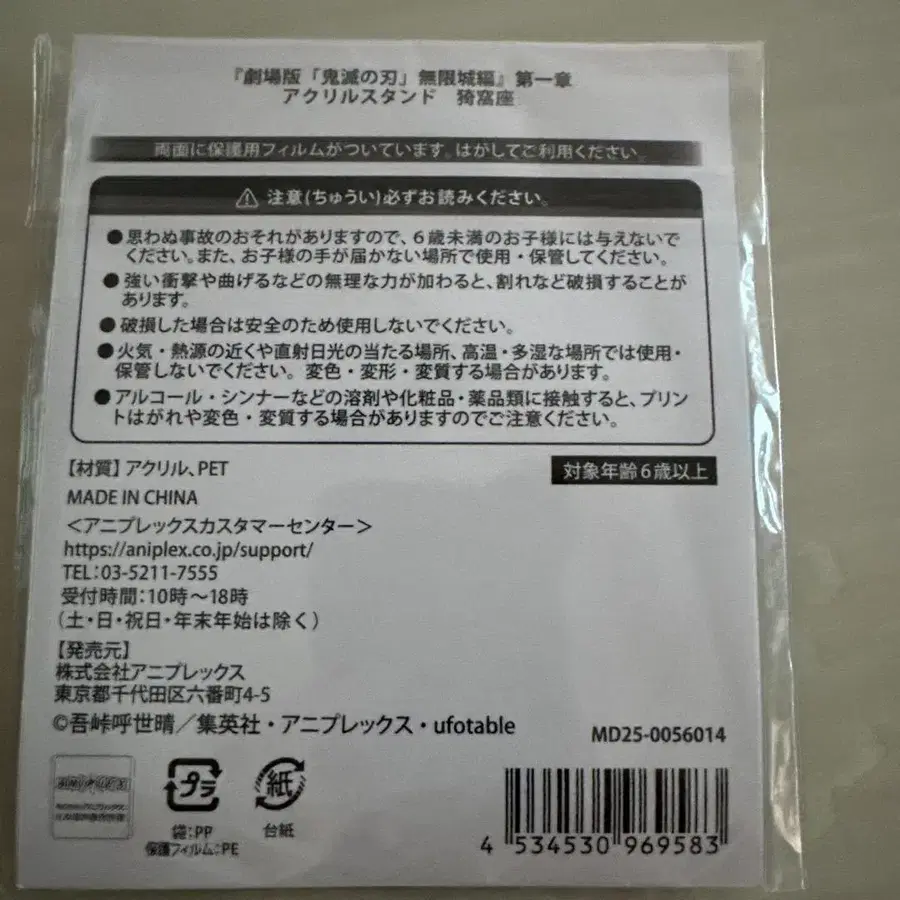 『劇場版「鬼滅の刃」無限城編』第一章
アクリルスタンド　猗窩座
両面に保護用フィルムがついています。はがしてご利用ください。
注意(ちゅうい)必ずお読みください。
●思わぬ事故のおそれがありますので、6歳未満のお子様には与えないで
ください。また、お子様の手が届かない場所で使用・保管してください。
●強い衝撃や曲げるなどの無理な力が加わると、割れなど破損することが
あります。
●破損した場合は安全のため使用しないでください。
●火気・熱源の近くや直射日光の当たる場所、高温・多湿な場所では使用・
保管しないでください。変色・変形・変質する場合があります。
●アルコール・シンナーなどの溶剤や化粧品・薬品類に接触すると、プリン
トはがれや変色・変質する場合がありますのでご注意ください。
【材質】アクリル、PET
対象年齢6歳以上
MADE IN CHINA
＜アニプレックスカスタマーセンター＞
https://aniplex.co.jp/support/
TEL：03-5211-7555
受付時間：10時～18時
（土・日・祝日・年末年始は除く）
【発売元】
株式会社アニプレックス
東京都千代田区六番町4-5
©吾峠呼世晴／集英社・アニプレックス・ufotable
MD25-0056014
プラ
紙
袋：PP
台紙
保護フィルム：PE
4 534530 969583